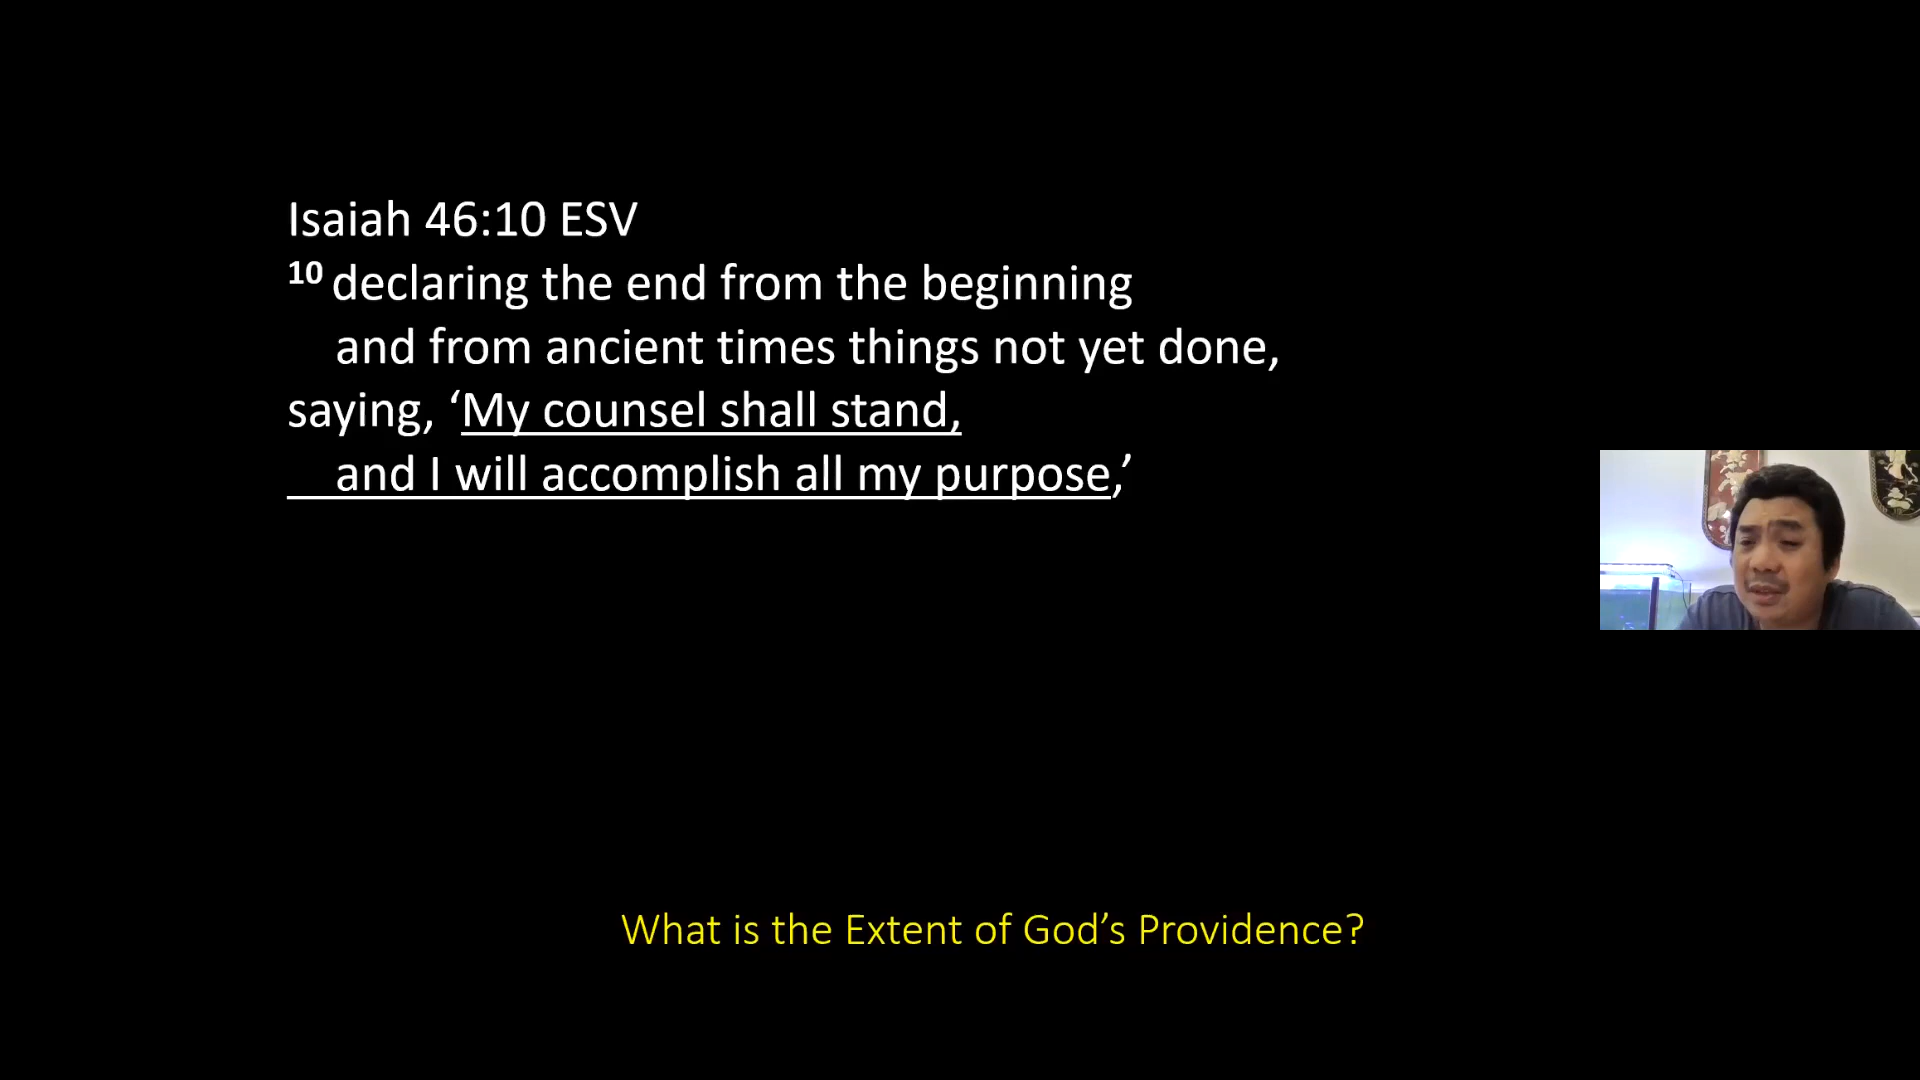 Isaiah 46:10 ESV
10 declaring the end from the beginning
and from ancient times things not yet done,
saying, ‘My counsel shall stand,
and I will accomplish all my purpose,’
What is the Extent of God’s Providence?